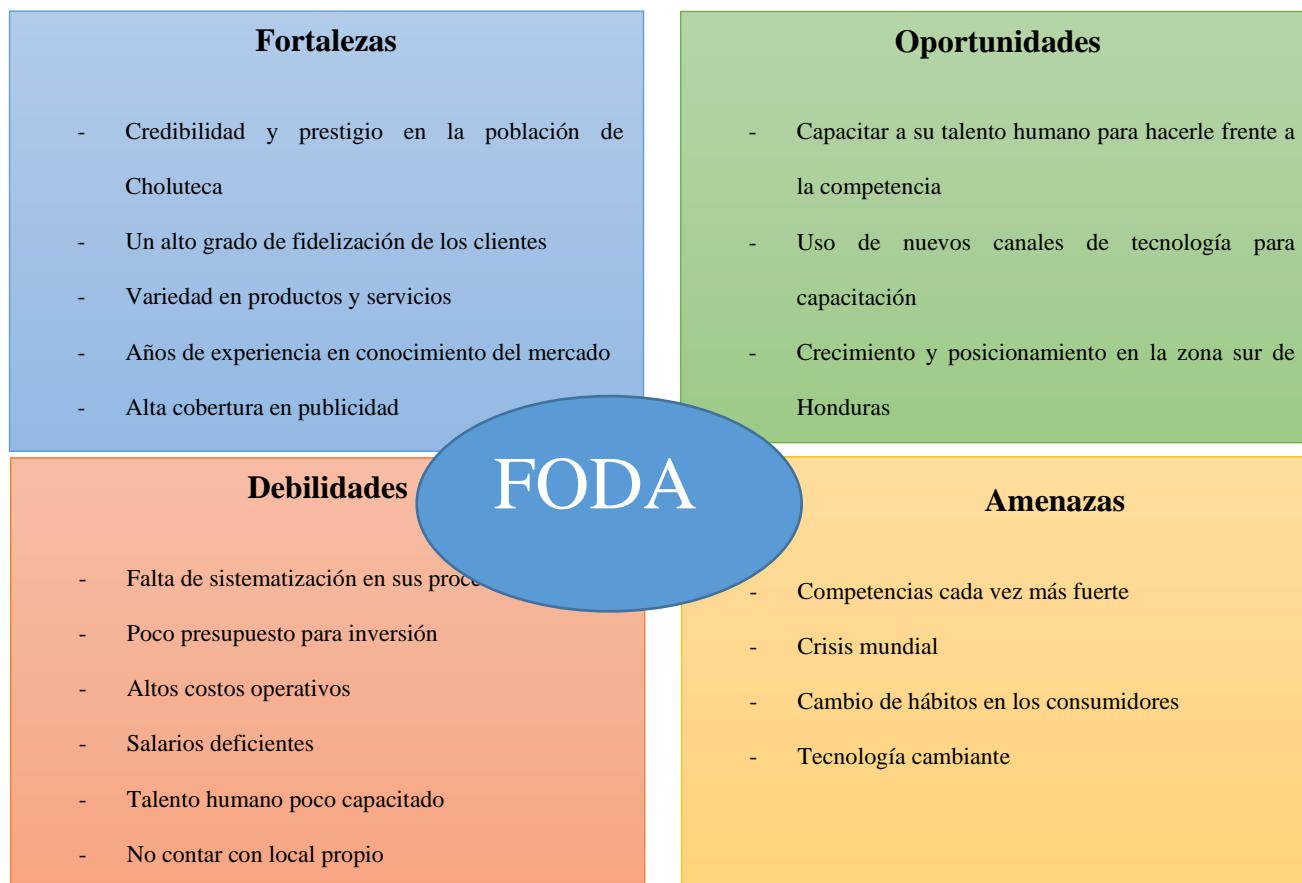 Fortalezas
- Credibilidad y prestigio en la población de
Choluteca
- Un alto grado de fidelización de los clientes
- Variedad en productos y servicios
- Años de experiencia en conocimiento del mercado
- Alta cobertura en publicidad
Oportunidades
- Capacitar a su talento humano para hacerle frente a
la competencia
- Uso de nuevos canales de tecnología para
capacitación
- Crecimiento y posicionamiento en la zona sur de
Honduras
FODA
Debilidades
- Falta de sistematización en sus
- Poco presupuesto para inversión
- Altos costos operativos
- Salarios deficientes
- Talento humano poco capacitado
- No contar con local propio
Amenazas
- Competencias cada vez más fuerte
- Crisis mundial
- Cambio de hábitos en los consumidores
- Tecnología cambiante